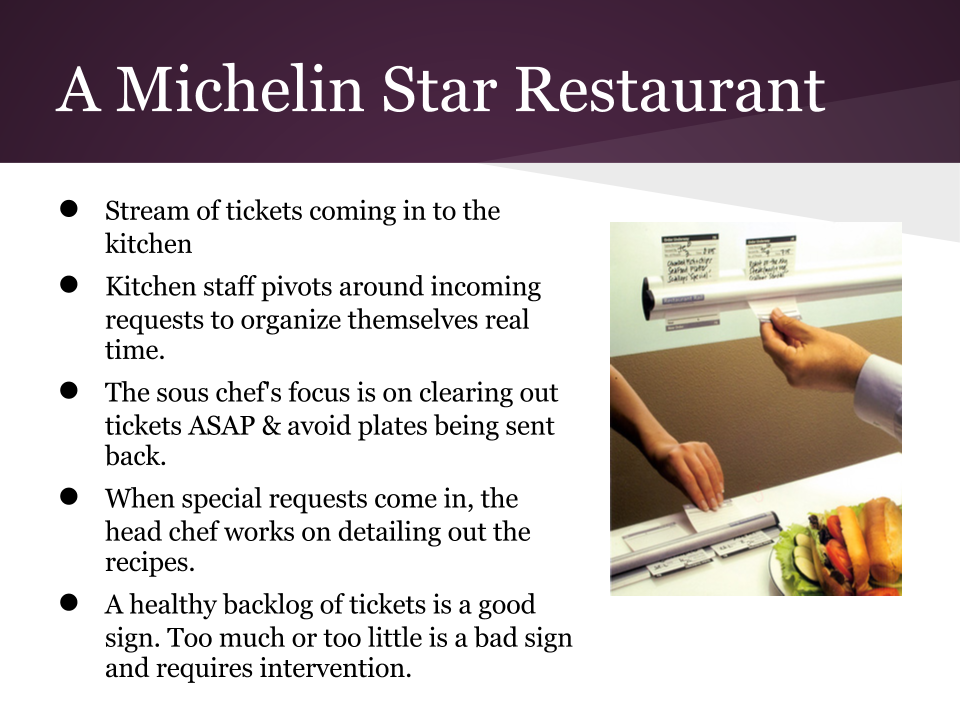 A Michelin Star Restaurant
● Stream of tickets coming in to the
kitchen
● Kitchen staff pivots around incoming
requests to organize themselves real
time.
● The sous chef's focus is on clearing out
tickets ASAP & avoid plates being sent
back.
● When special requests come in, the
head chef works on detailing out the
recipes.
● A healthy backlog of tickets is a good
sign. Too much or too little is a bad sign
and requires intervention.